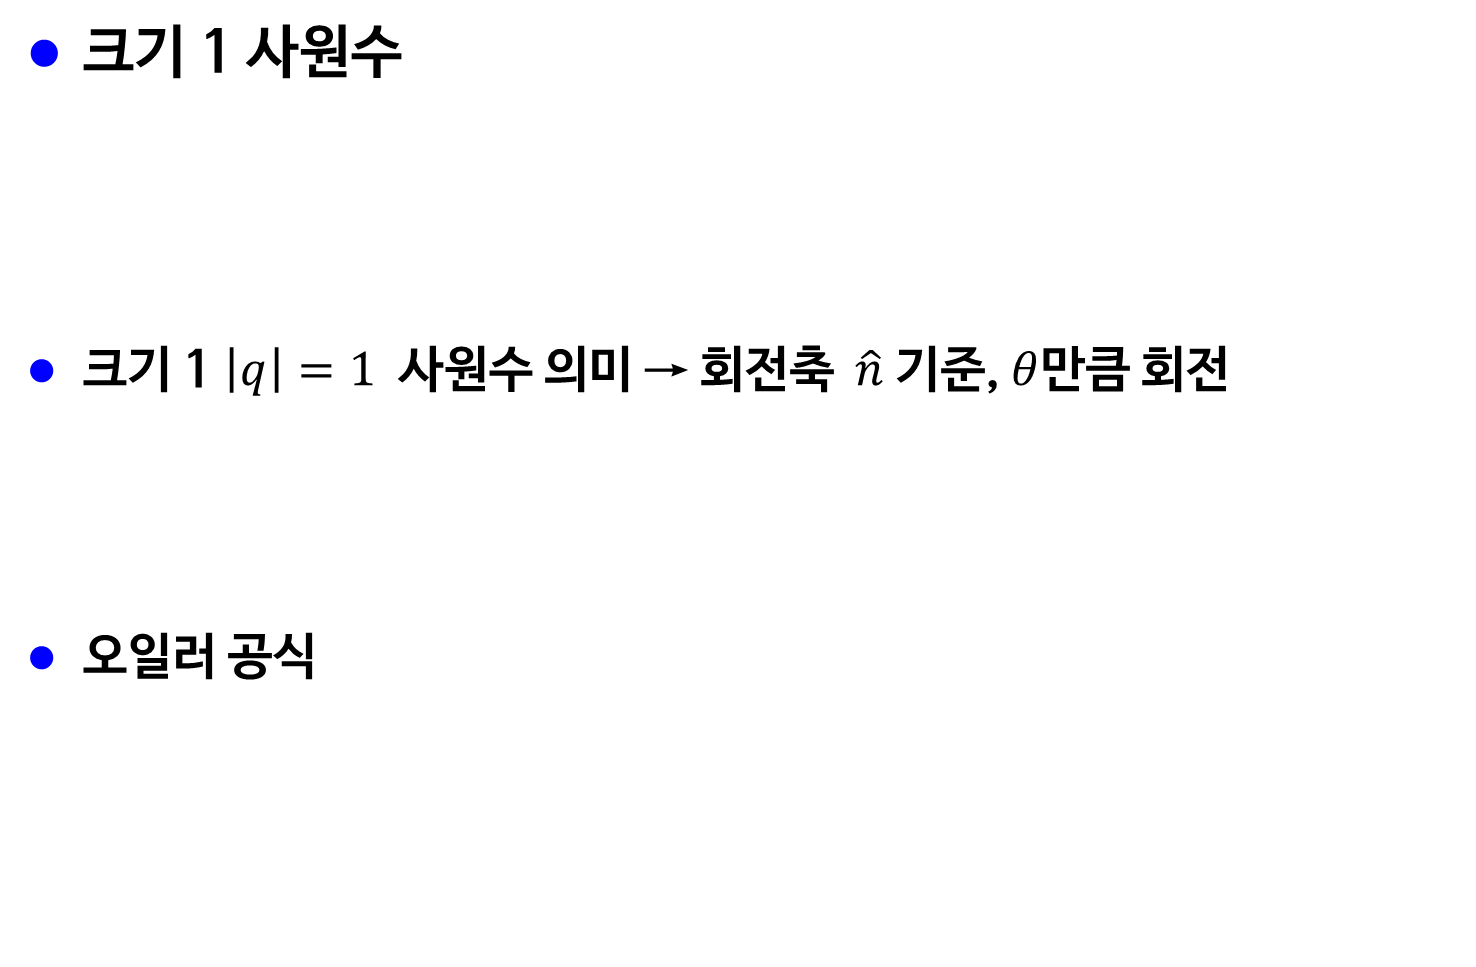 ● 크기 1 사원수
● 크기 1 |q| = 1 사원수 의미 → 회전축 n̂ 기준, θ만큼 회전
● 오일러 공식